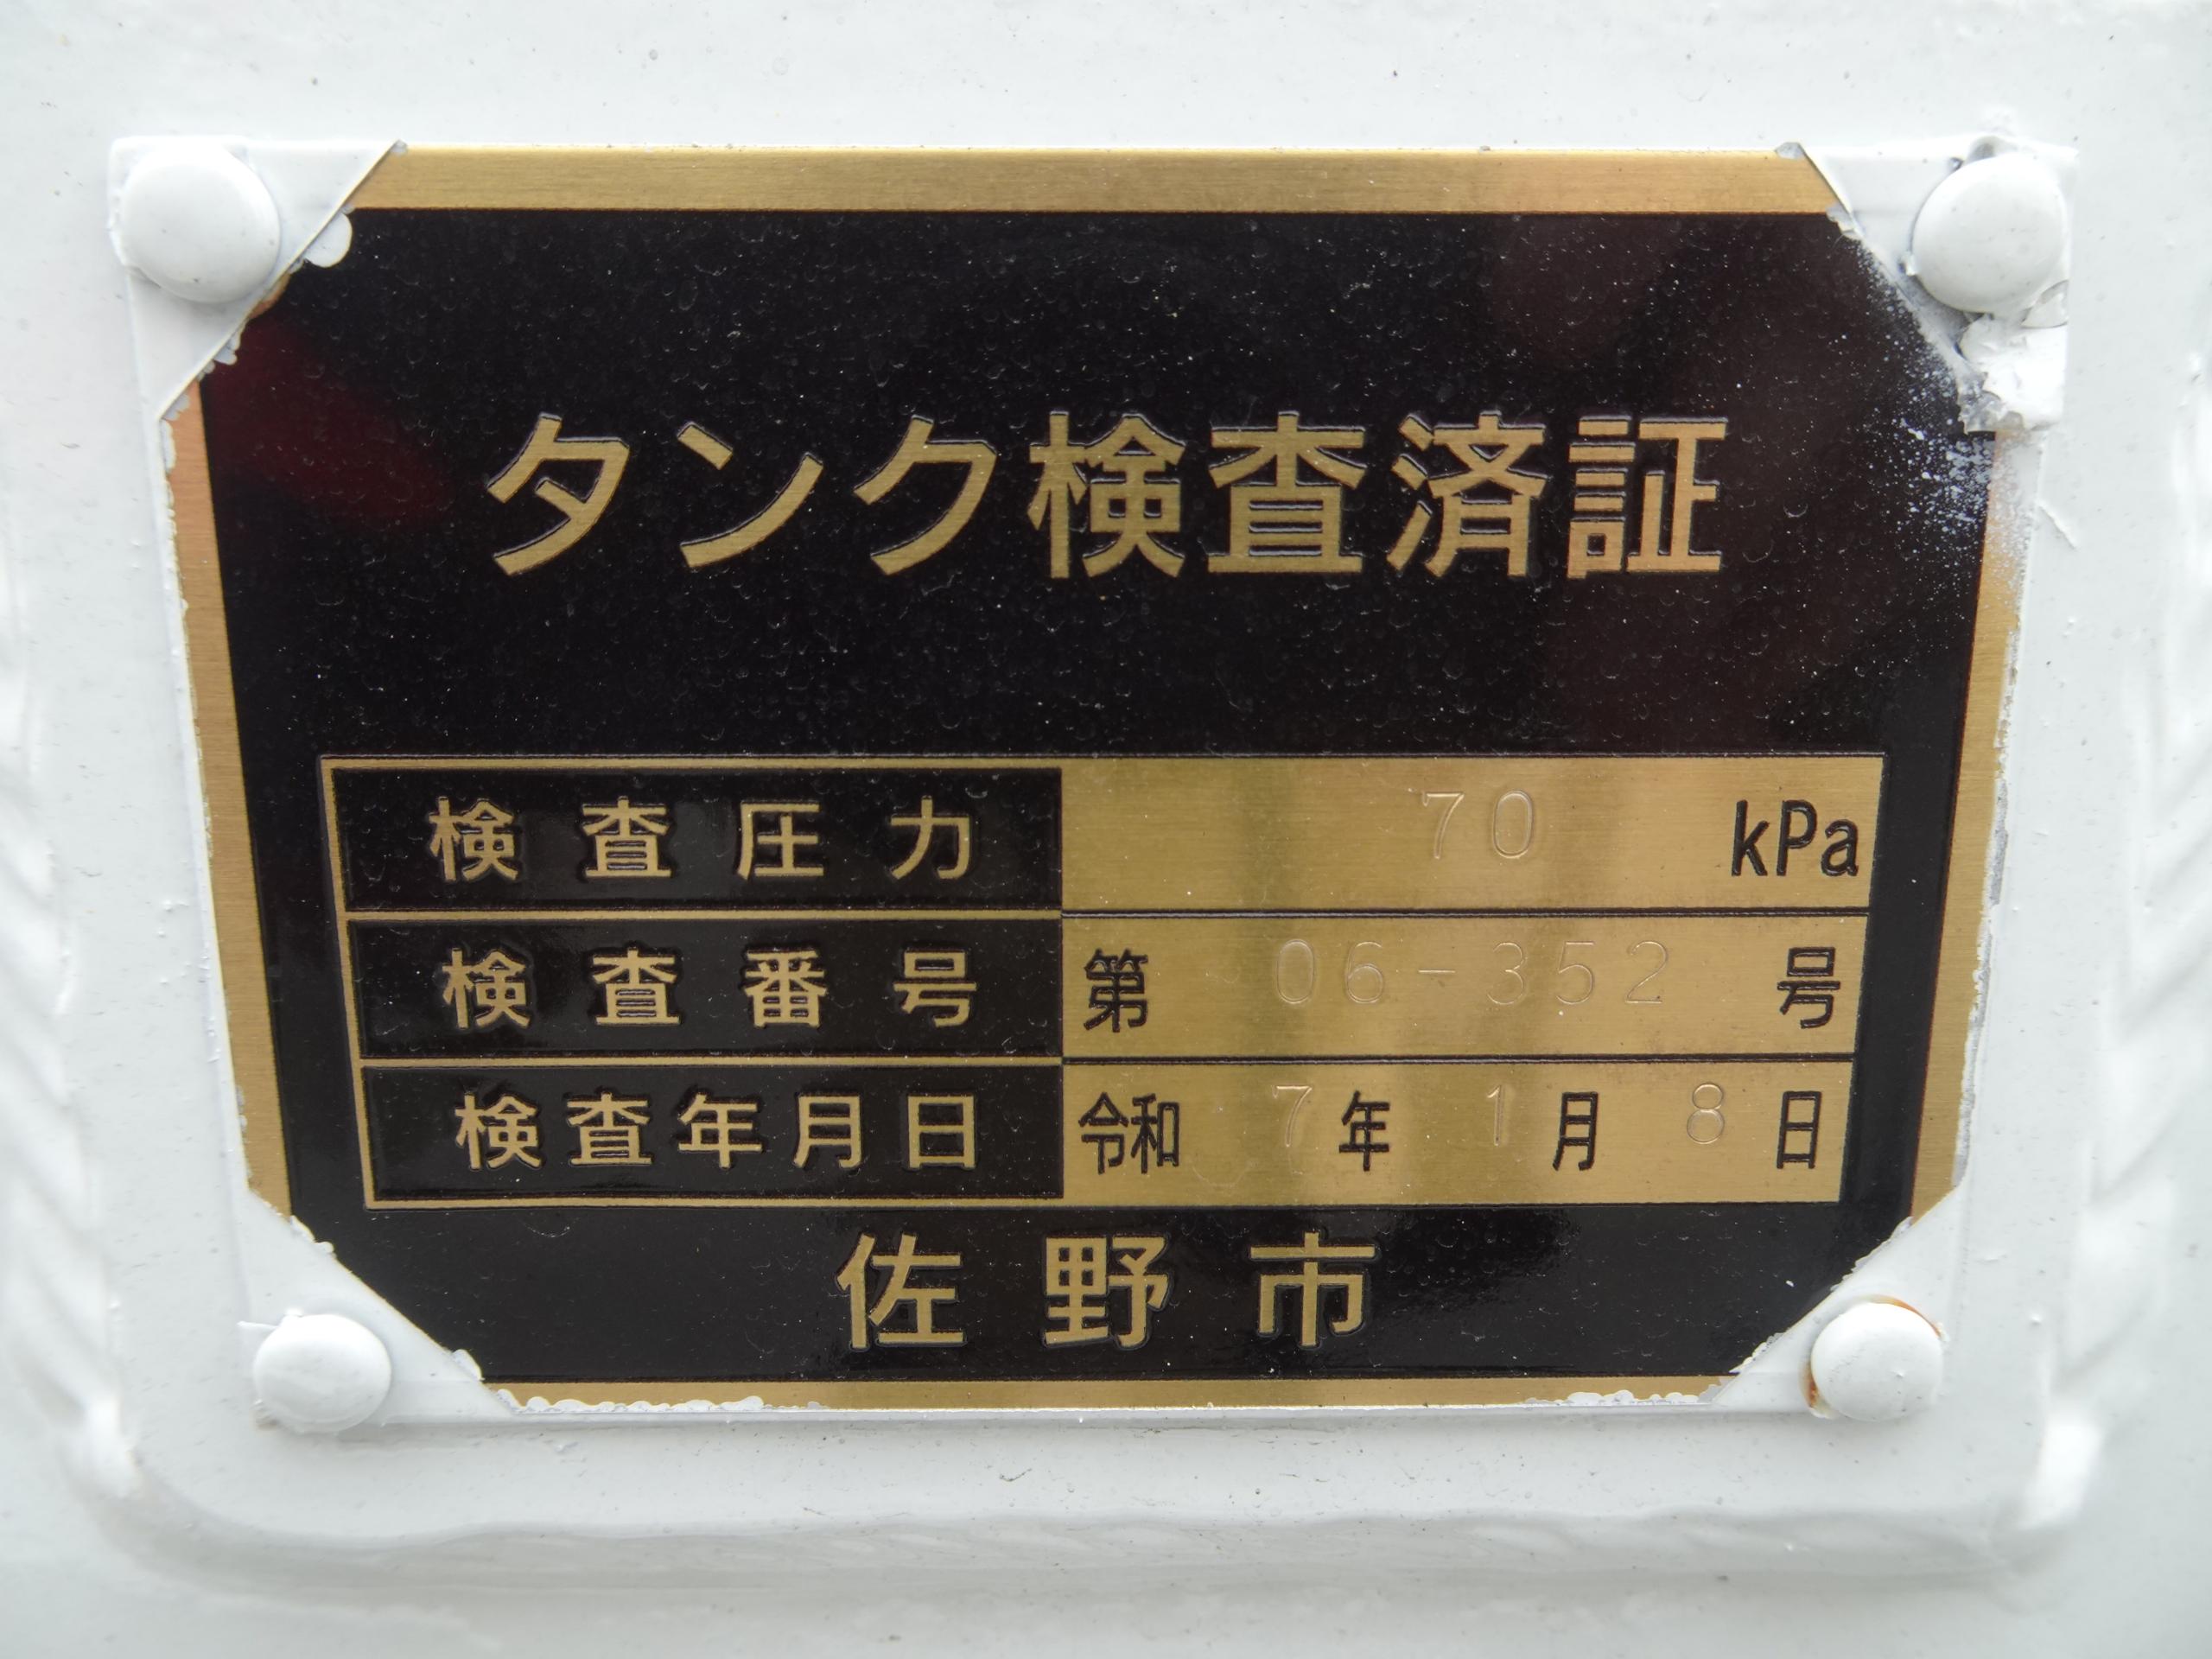 タンク検査済証
検査圧力 70 kPa
検査番号 第 06-352 号
検査年月日 令和 7 年 1 月 8 日
佐野市